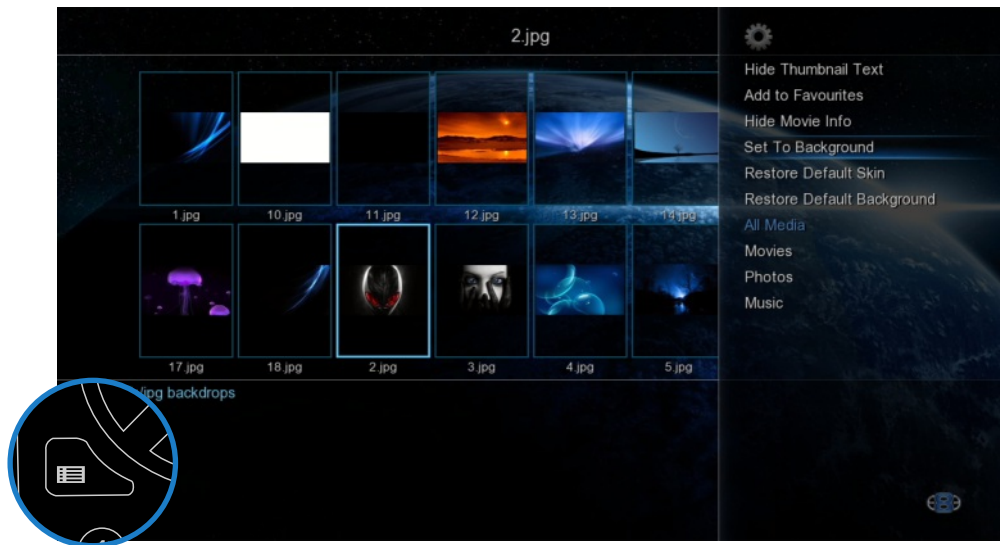 2.jpg
Hide Thumbnail Text
Add to Favourites
Hide Movie Info
Set To Background
Restore Default Skin
Restore Default Background
All Media
Movies
Photos
Music
1.jpg 10.jpg 11.jpg 12.jpg 13.jpg 14.jpg
17.jpg 18.jpg 2.jpg 3.jpg 4.jpg 5.jpg
/jpg backdrops